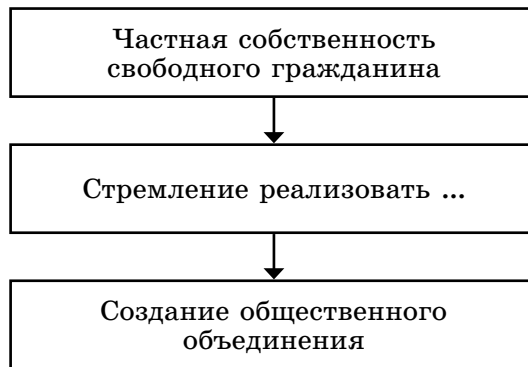 Частная собственность
свободного гражданина
Стремление реализовать ...
Создание общественного
объединения